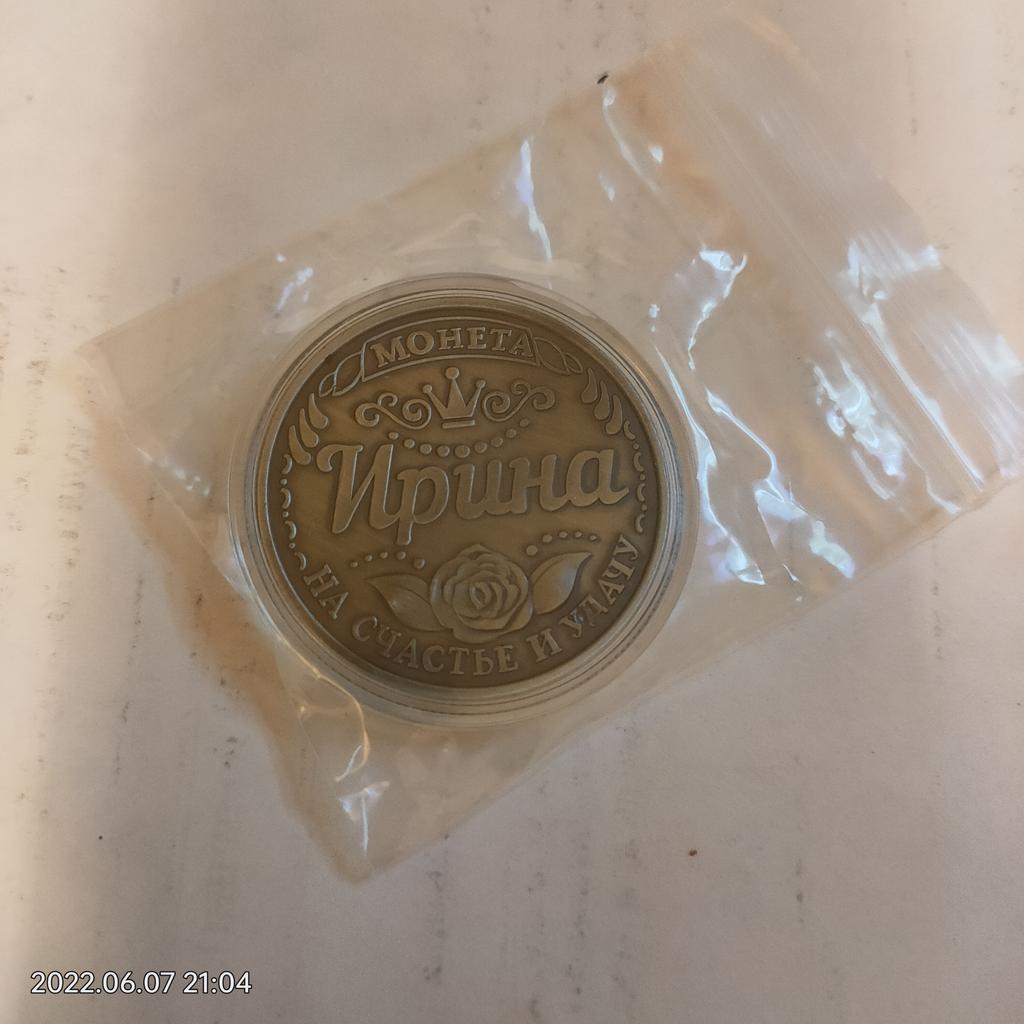 МОНЕТА
Ирина
НА СЧАСТЬЕ И УДАЧУ
2022.06.07 21:04